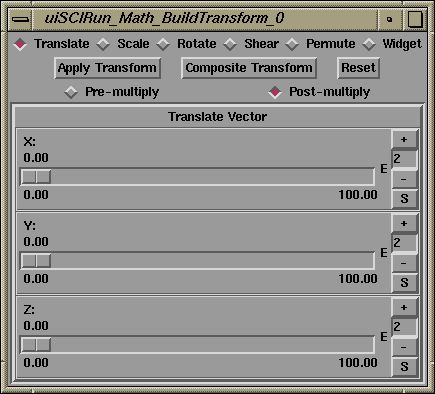 uiSCIRun_Math_BuildTransform_0
Translate Scale Rotate Shear Permute Widget
Apply Transform Composite Transform Reset
Pre-multiply Post-multiply
Translate Vector
X:
0.00
+
E 2
-
0.00 100.00 S
Y:
0.00
+
E 2
-
0.00 100.00 S
Z:
0.00
+
E 2
-
0.00 100.00 S